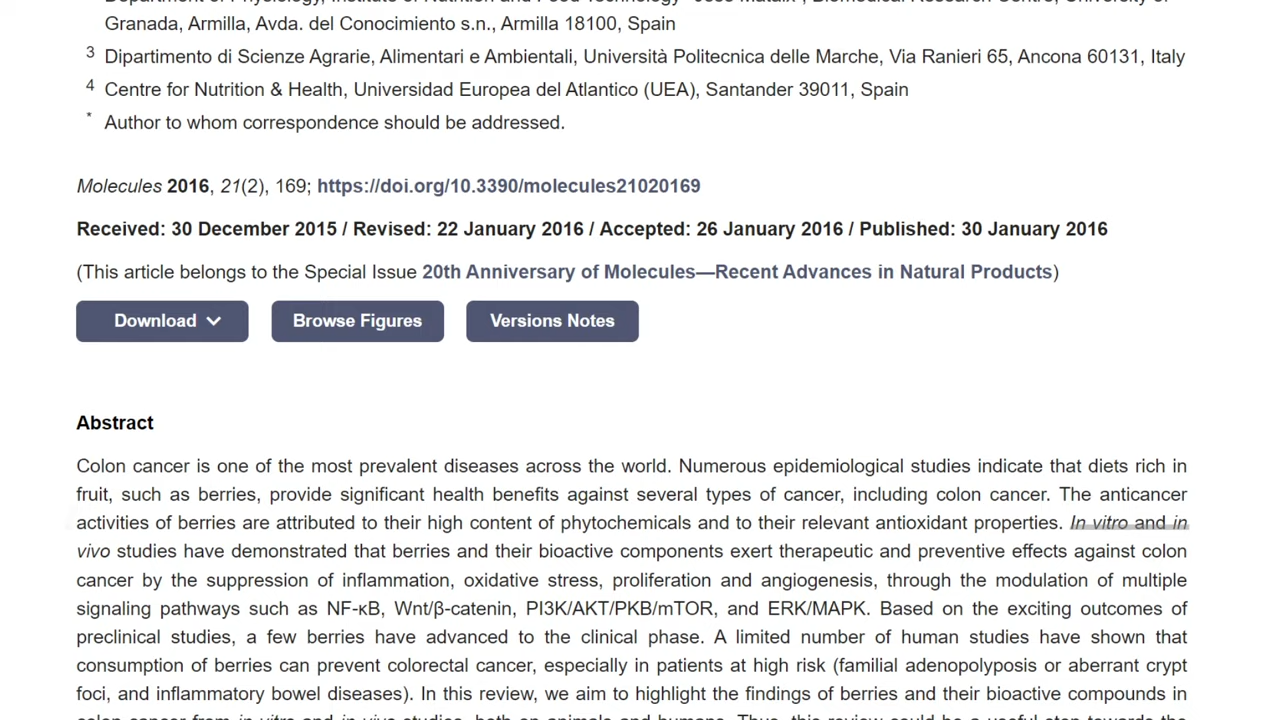 Granada, Armilla, Avda. del Conocimiento s.n., Armilla 18100, Spain
3 Dipartimento di Scienze Agrarie, Alimentari e Ambientali, Università Politecnica delle Marche, Via Ranieri 65, Ancona 60131, Italy
4 Centre for Nutrition & Health, Universidad Europea del Atlantico (UEA), Santander 39011, Spain
* Author to whom correspondence should be addressed.
Molecules 2016, 21(2), 169; https://doi.org/10.3390/molecules21020169
Received: 30 December 2015 / Revised: 22 January 2016 / Accepted: 26 January 2016 / Published: 30 January 2016
(This article belongs to the Special Issue 20th Anniversary of Molecules—Recent Advances in Natural Products)
Download
Browse Figures
Versions Notes
Abstract
Colon cancer is one of the most prevalent diseases across the world. Numerous epidemiological studies indicate that diets rich in
fruit, such as berries, provide significant health benefits against several types of cancer, including colon cancer. The anticancer
activities of berries are attributed to their high content of phytochemicals and to their relevant antioxidant properties. In vitro and in
vivo studies have demonstrated that berries and their bioactive components exert therapeutic and preventive effects against colon
cancer by the suppression of inflammation, oxidative stress, proliferation and angiogenesis, through the modulation of multiple
signaling pathways such as NF-κB, Wnt/β-catenin, PI3K/AKT/PKB/mTOR, and ERK/MAPK. Based on the exciting outcomes of
preclinical studies, a few berries have advanced to the clinical phase. A limited number of human studies have shown that
consumption of berries can prevent colorectal cancer, especially in patients at high risk (familial adenopolyposis or aberrant crypt
foci, and inflammatory bowel diseases). In this review, we aim to highlight the findings of berries and their bioactive compounds in